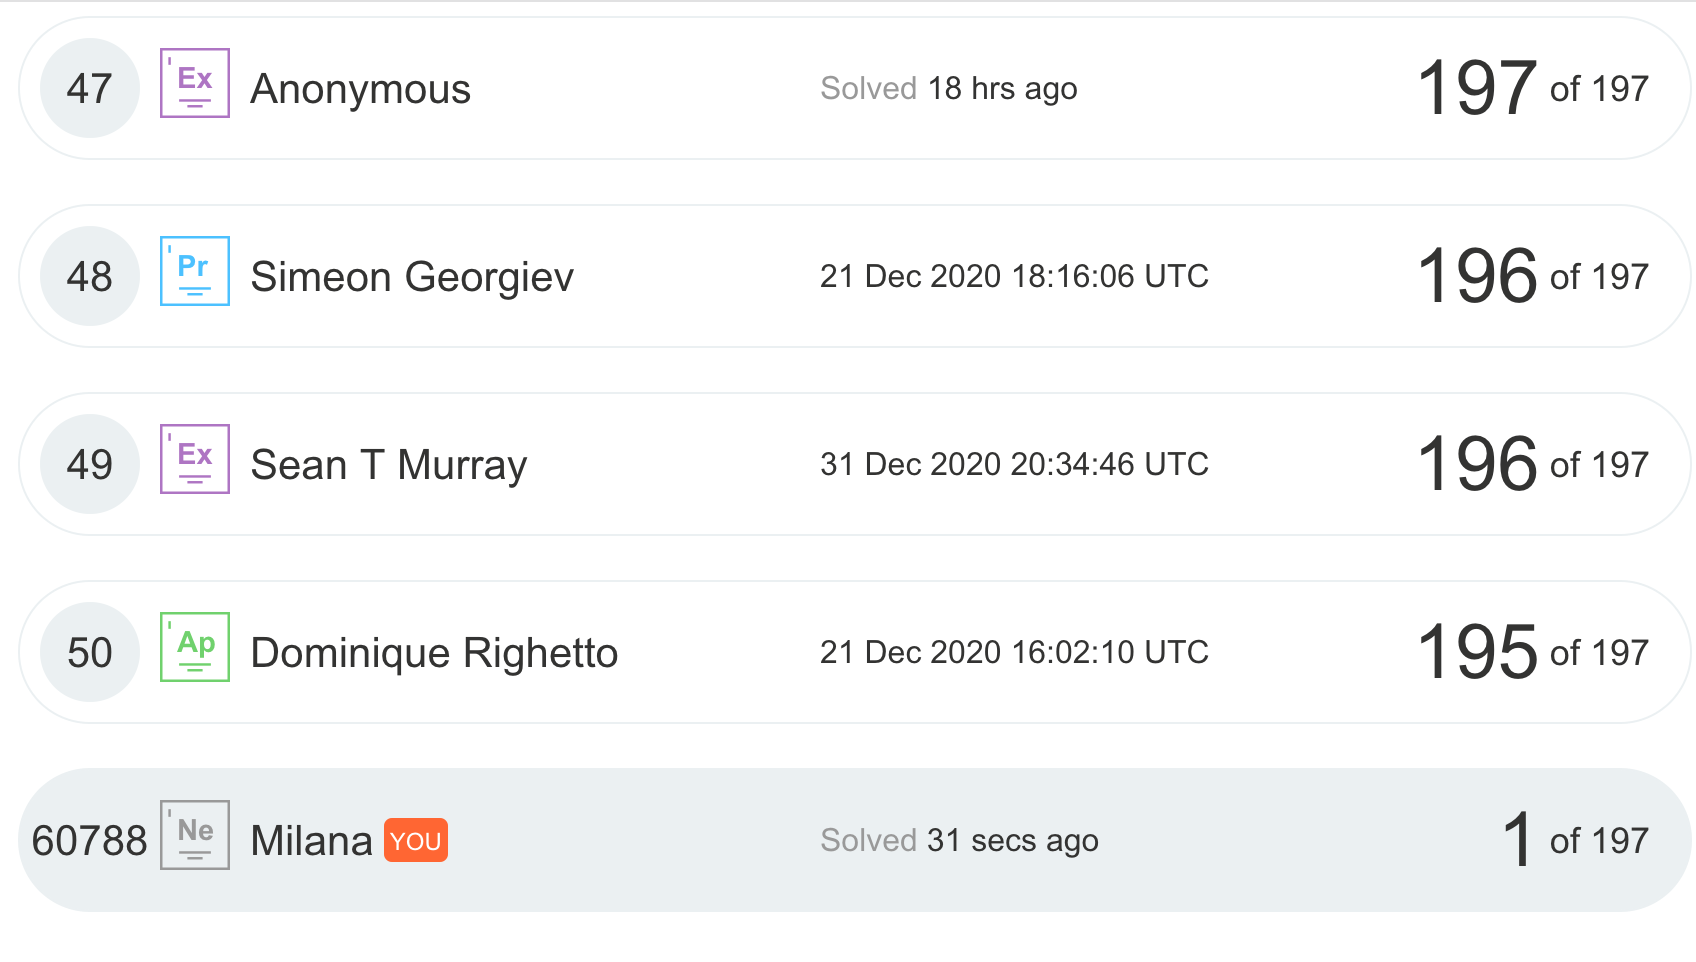 47 Ex Anonymous Solved 18 hrs ago 197 of 197
48 Pr Simeon Georgiev 21 Dec 2020 18:16:06 UTC 196 of 197
49 Ex Sean T Murray 31 Dec 2020 20:34:46 UTC 196 of 197
50 Ap Dominique Righetto 21 Dec 2020 16:02:10 UTC 195 of 197
60788 Ne Milana YOU Solved 31 secs ago 1 of 197